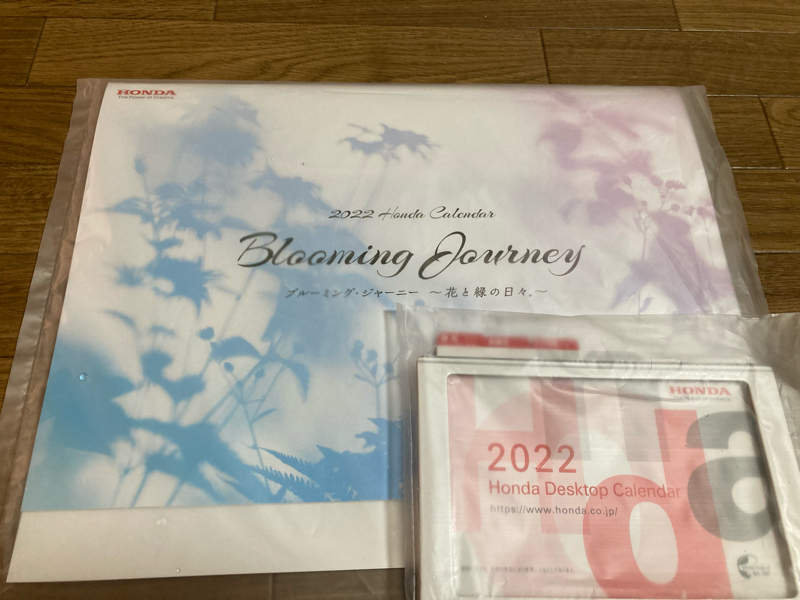 HONDA
The Power of Dreams
2022 Honda Calendar
Blooming Journey
ブルーミング・ジャーニー 〜花と緑の日々。〜
HONDA
2022
Honda Desktop Calendar
https://www.honda.co.jp/
da